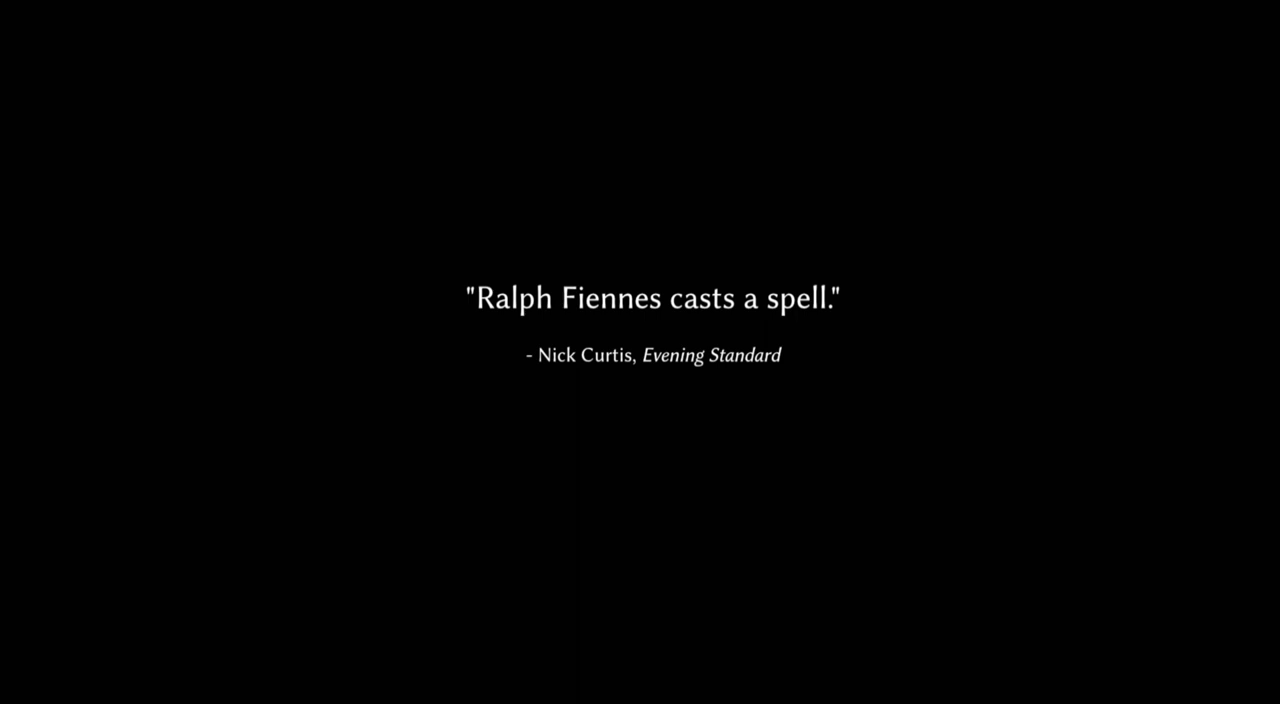 "Ralph Fiennes casts a spell."
- Nick Curtis, Evening Standard